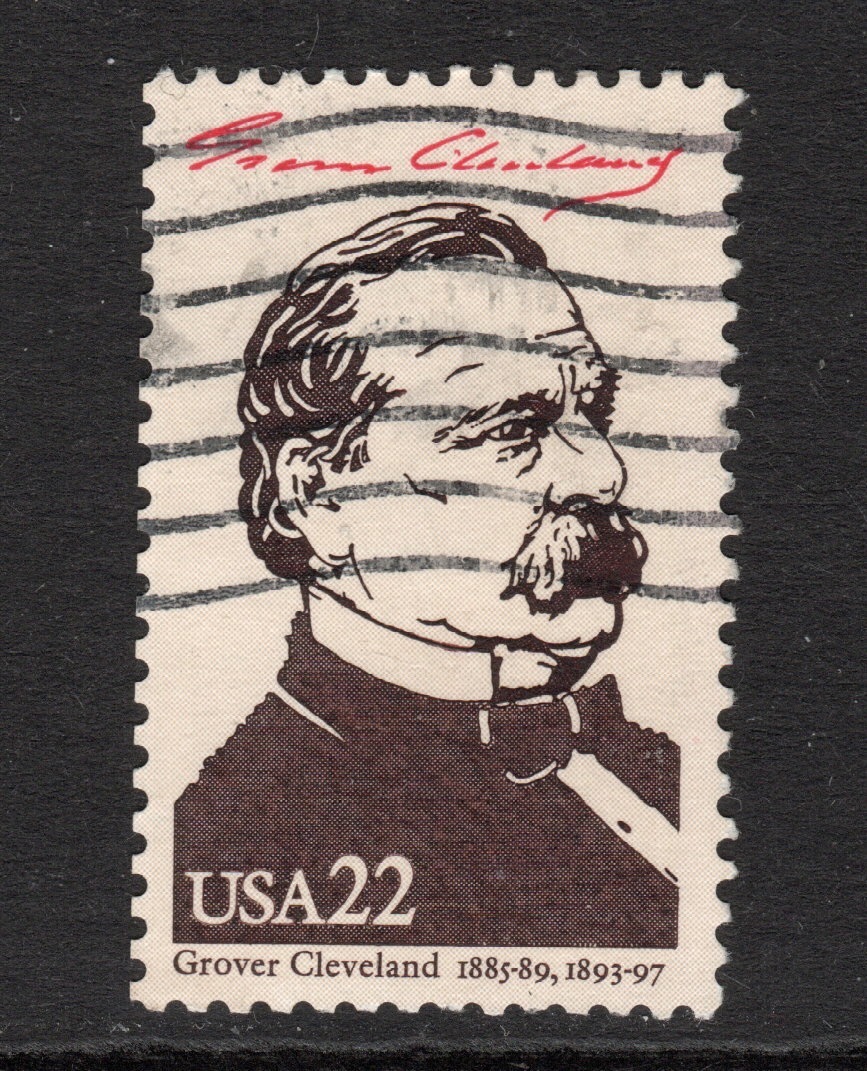 Grover Cleveland
USA22
Grover Cleveland 1885-89, 1893-97